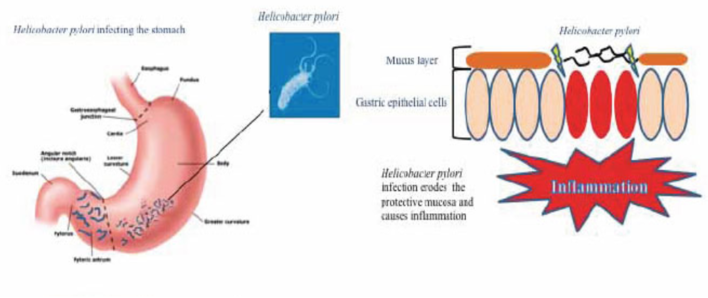 Helicobacter pylori infecting the stomach
Helicobacter pylori
Esophagus
Fundus
Gastroesophageal
junction
Cardia
Angular notch
(incisura angularis)
Lower
curvature
Body
Duodenum
Greater curvature
Pylorus
Pyloric antrum
Helicobacter pylori
Mucus layer
Gastric epithelial cells
Helicobacter pylori
infection erodes the
protective mucosa and
causes inflammation
Inflammation